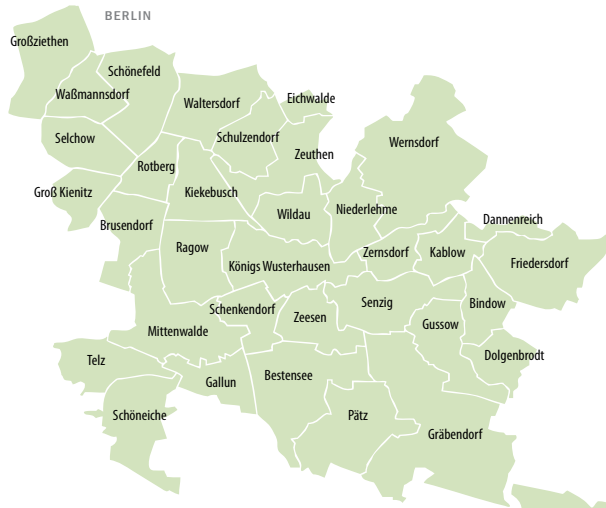 BERLIN
Großziethen
Schönefeld
Waßmannsdorf
Waltersdorf
Eichwalde
Selchow
Schulzendorf
Zeuthen
Wernsdorf
Rotberg
Groß Kienitz
Kiekebusch
Brusendorf
Wildau
Niederlehme
Dannenreich
Ragow
Königs Wusterhausen
Zernsdorf
Kablow
Friedersdorf
Schenkendorf
Zeesen
Senzig
Bindow
Mittenwalde
Gussow
Telz
Dolgenbrodt
Gallun
Bestensee
Schöneiche
Pätz
Gräbendorf